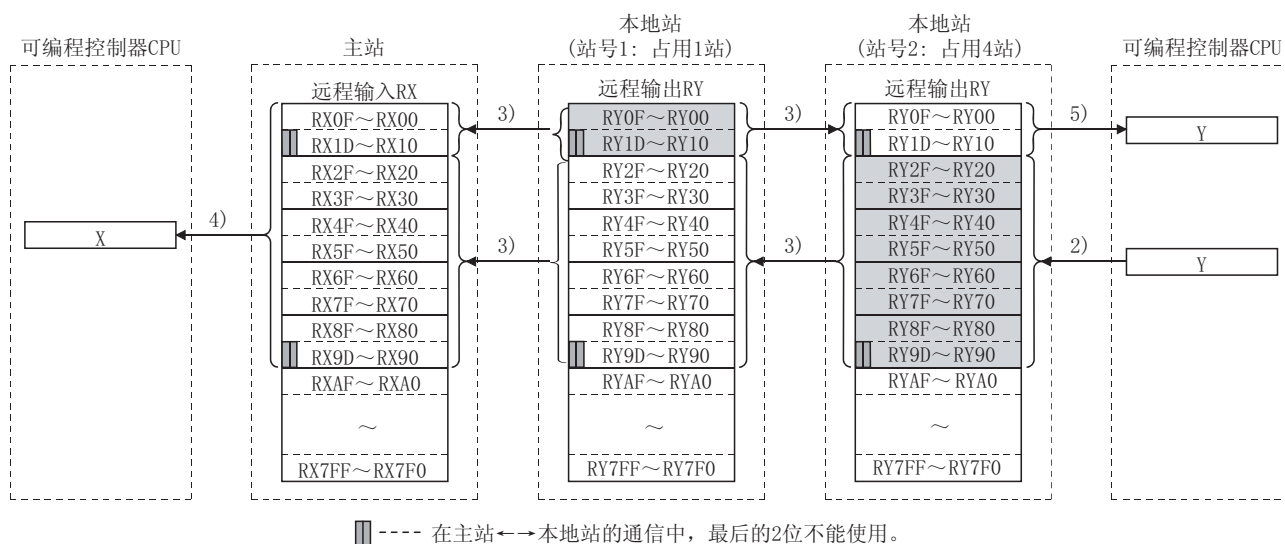 可编程控制器CPU
主站
本地站
(站号1: 占用1站)
本地站
(站号2: 占用4站)
可编程控制器CPU
远程输入RX
RX0F～RX00
RX1D～RX10
RX2F～RX20
RX3F～RX30
RX4F～RX40
RX5F～RX50
RX6F～RX60
RX7F～RX70
RX8F～RX80
RX9D～RX90
RXAF～RXA0
～
RX7FF～RX7F0
远程输出RY
RY0F～RY00
RY1D～RY10
RY2F～RY20
RY3F～RY30
RY4F～RY40
RY5F～RY50
RY6F～RY60
RY7F～RY70
RY8F～RY80
RY9D～RY90
RYAF～RYA0
～
RY7FF～RY7F0
远程输出RY
RY0F～RY00
RY1D～RY10
RY2F～RY20
RY3F～RY30
RY4F～RY40
RY5F～RY50
RY6F～RY60
RY7F～RY70
RY8F～RY80
RY9D～RY90
RYAF～RYA0
～
RY7FF～RY7F0
X
4)
3)
3)
3)
3)
5)
2)
Y
Y
---- 在主站←→本地站的通信中，最后的2位不能使用。